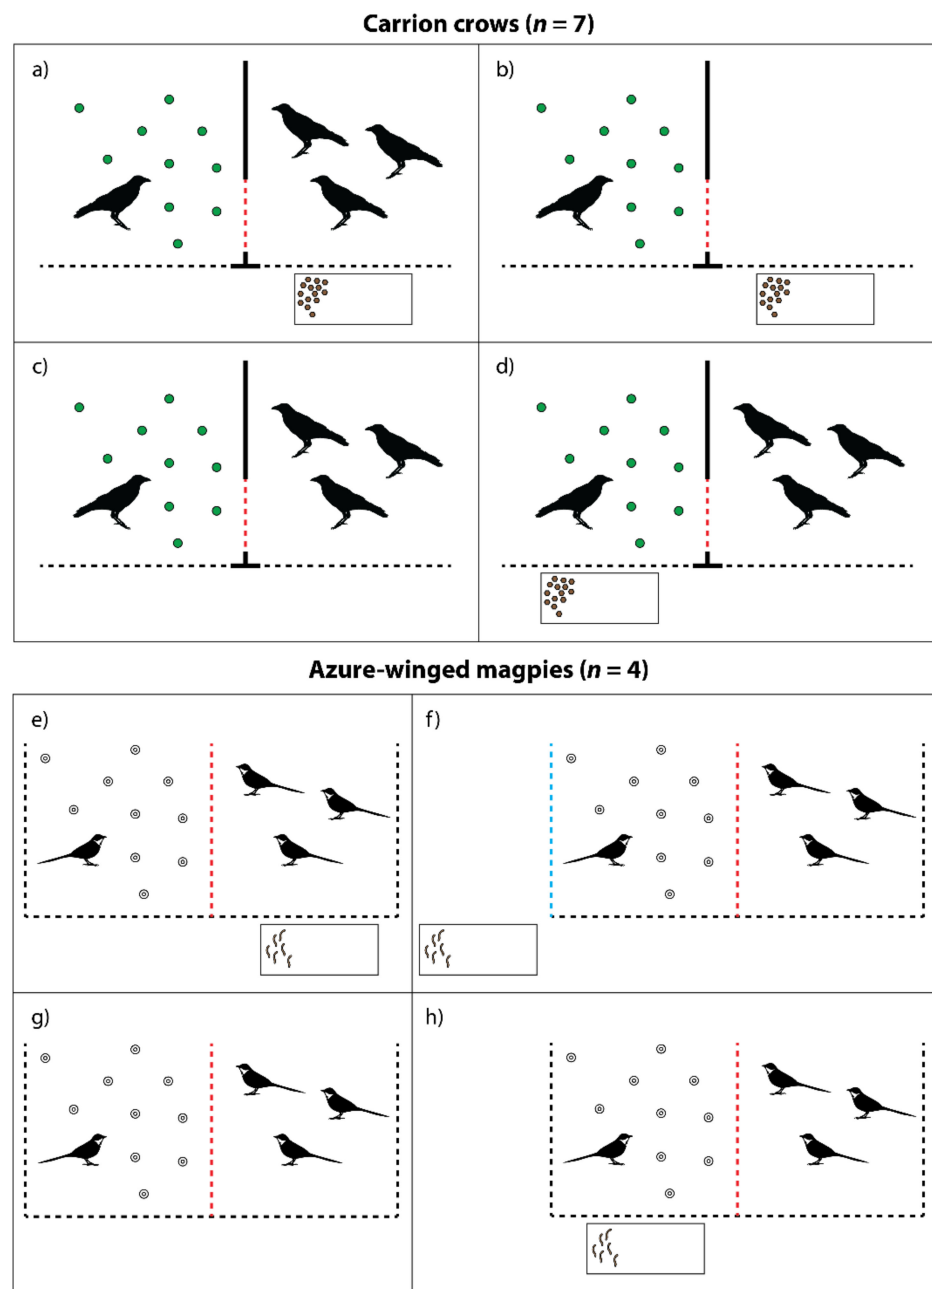 Carrion crows (n = 7)
a)
b)
c)
d)
Azure-winged magpies (n = 4)
e)
f)
g)
h)